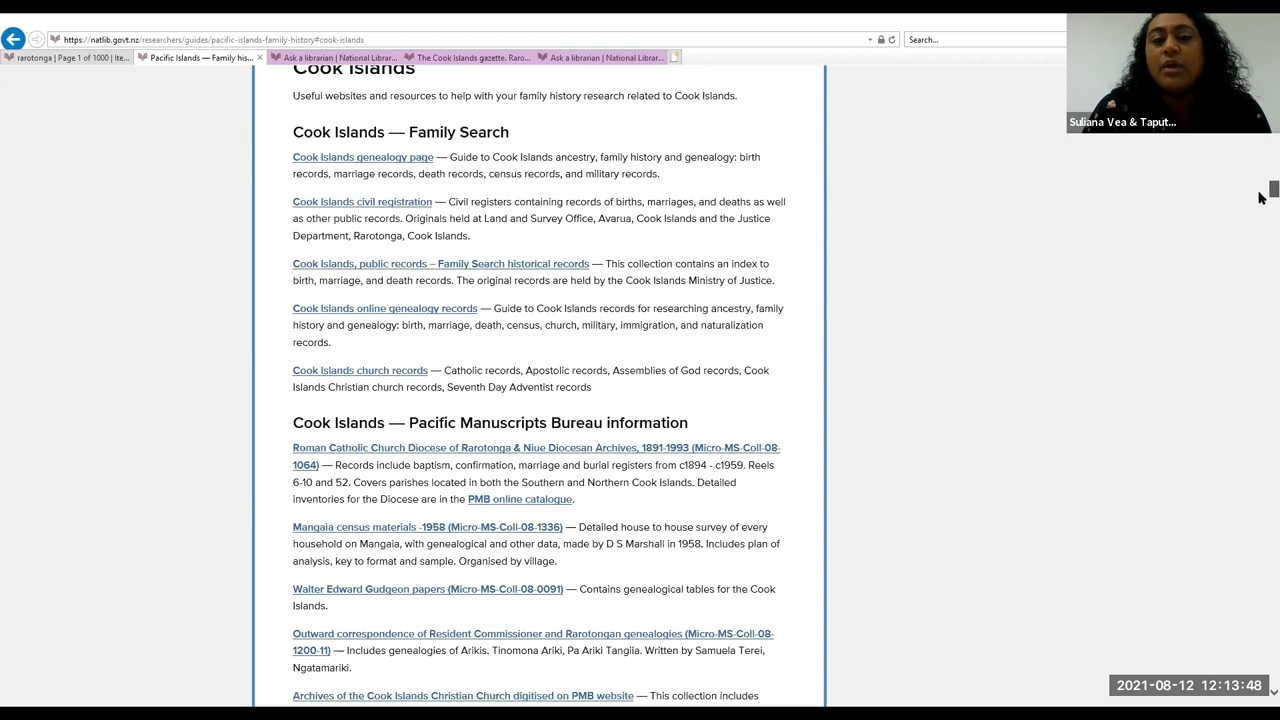 https://natlib.govt.nz/researchers/guides/pacific-islands-family-history#cook-islands
Search...
rarotonga | Page 1 of 1000 | Ite...
Pacific Islands — Family his...
Ask a librarian | National Librar...
The Cook Islands gazette. Raro...
Ask a librarian | National Librar...
Suliana Vea & Taput...
Cook Islands
Useful websites and resources to help with your family history research related to Cook Islands.
Cook Islands — Family Search
Cook Islands genealogy page — Guide to Cook Islands ancestry, family history and genealogy: birth
records, marriage records, death records, census records, and military records.
Cook Islands civil registration — Civil registers containing records of births, marriages, and deaths as well
as other public records. Originals held at Land and Survey Office, Avarua, Cook Islands and the Justice
Department, Rarotonga, Cook Islands.
Cook Islands, public records – Family Search historical records — This collection contains an index to
birth, marriage, and death records. The original records are held by the Cook Islands Ministry of Justice.
Cook Islands online genealogy records — Guide to Cook Islands records for researching ancestry, family
history and genealogy: birth, marriage, death, census, church, military, immigration, and naturalization
records.
Cook Islands church records — Catholic records, Apostolic records, Assemblies of God records, Cook
Islands Christian church records, Seventh Day Adventist records
Cook Islands — Pacific Manuscripts Bureau information
Roman Catholic Church Diocese of Rarotonga & Niue Diocesan Archives, 1891-1993 (Micro-MS-Coll-08-
1064) — Records include baptism, confirmation, marriage and burial registers from c1894 - c1959. Reels
6-10 and 52. Covers parishes located in both the Southern and Northern Cook Islands. Detailed
inventories for the Diocese are in the PMB online catalogue.
Mangaia census materials -1958 (Micro-MS-Coll-08-1336) — Detailed house to house survey of every
household on Mangaia, with genealogical and other data, made by D S Marshall in 1958. Includes plan of
analysis, key to format and sample. Organised by village.
Walter Edward Gudgeon papers (Micro-MS-Coll-08-0091) — Contains genealogical tables for the Cook
Islands.
Outward correspondence of Resident Commissioner and Rarotongan genealogies (Micro-MS-Coll-08-
1200-11) — Includes genealogies of Arikis. Tinomona Ariki, Pa Ariki Tangiia. Written by Samuela Terei,
Ngatamariki.
Archives of the Cook Islands Christian Church digitised on PMB website — This collection includes
2021-08-12 12:13:48